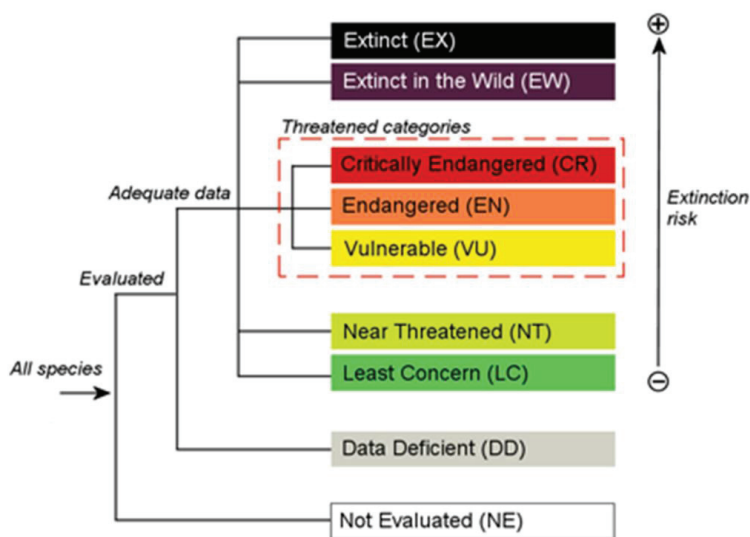 Extinct (EX)
Extinct in the Wild (EW)
Threatened categories
Critically Endangered (CR)
Adequate data
Endangered (EN)
Extinction
risk
Vulnerable (VU)
Evaluated
Near Threatened (NT)
All species
Least Concern (LC)
Data Deficient (DD)
Not Evaluated (NE)